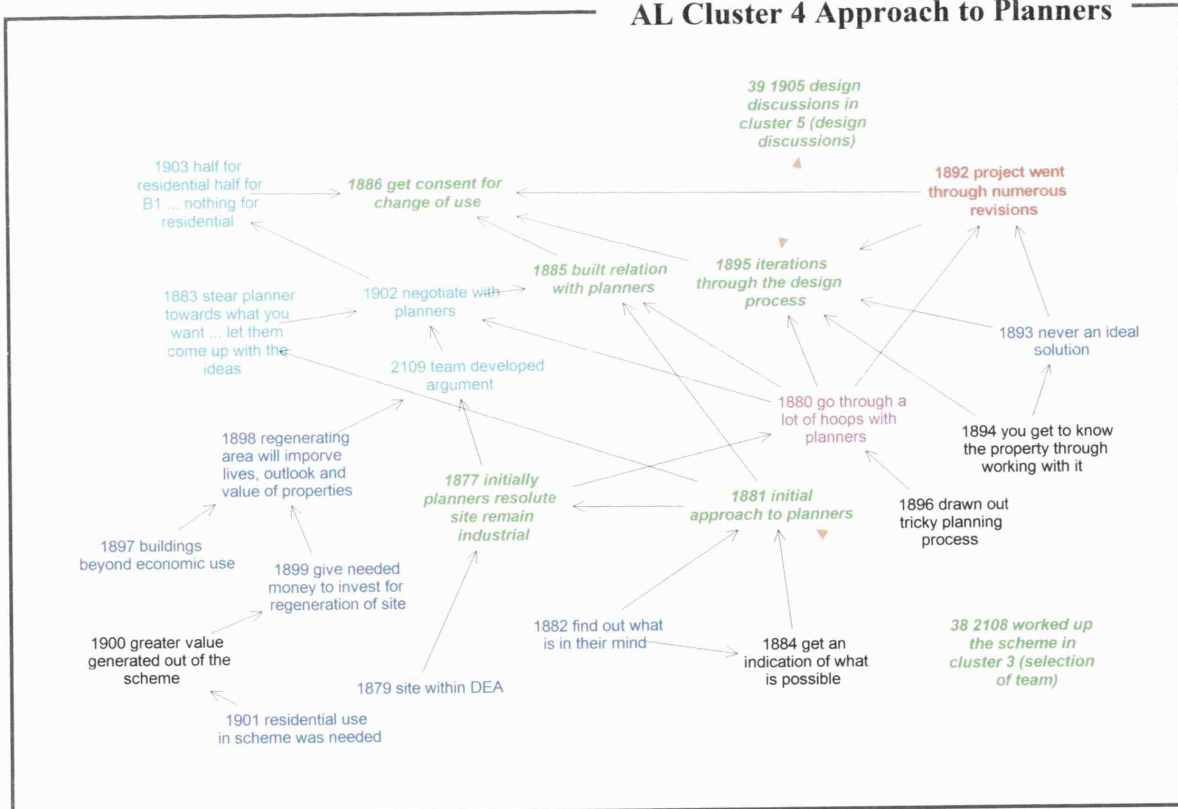 AL Cluster 4 Approach to Planners
39 1905 design
discussions in
cluster 5 (design
discussions)
1903 half for
residential half for
B1 ... nothing for
residential
1886 get consent for
change of use
1892 project went
through numerous
revisions
1885 built relation
with planners
1895 iterations
through the design
process
1883 stear planner
towards what you
want ... let them
come up with the
ideas
1902 negotiate with
planners
1893 never an ideal
solution
2109 team developed
argument
1880 go through a
lot of hoops with
planners
1894 you get to know
the property through
working with it
1898 regenerating
area will imporve
lives, outlook and
value of properties
1877 initially
planners resolute
site remain
industrial
1881 initial
approach to planners
1896 drawn out
tricky planning
process
1897 buildings
beyond economic use
1899 give needed
money to invest for
regeneration of site
1882 find out what
is in their mind
1884 get an
indication of what
is possible
38 2108 worked up
the scheme in
cluster 3 (selection
of team)
1900 greater value
generated out of the
scheme
1879 site within DEA
1901 residential use
in scheme was needed